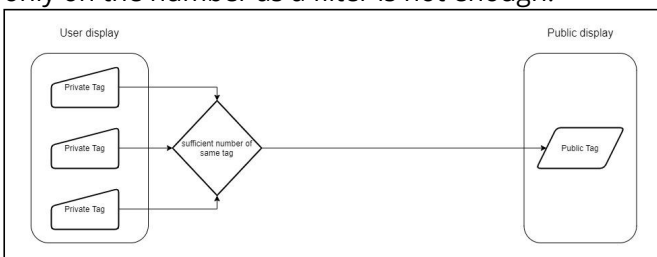 only on the number as a filter is not enough.
User display
Public display
Private Tag
Private Tag
Private Tag
sufficient number of
same tag
Public Tag